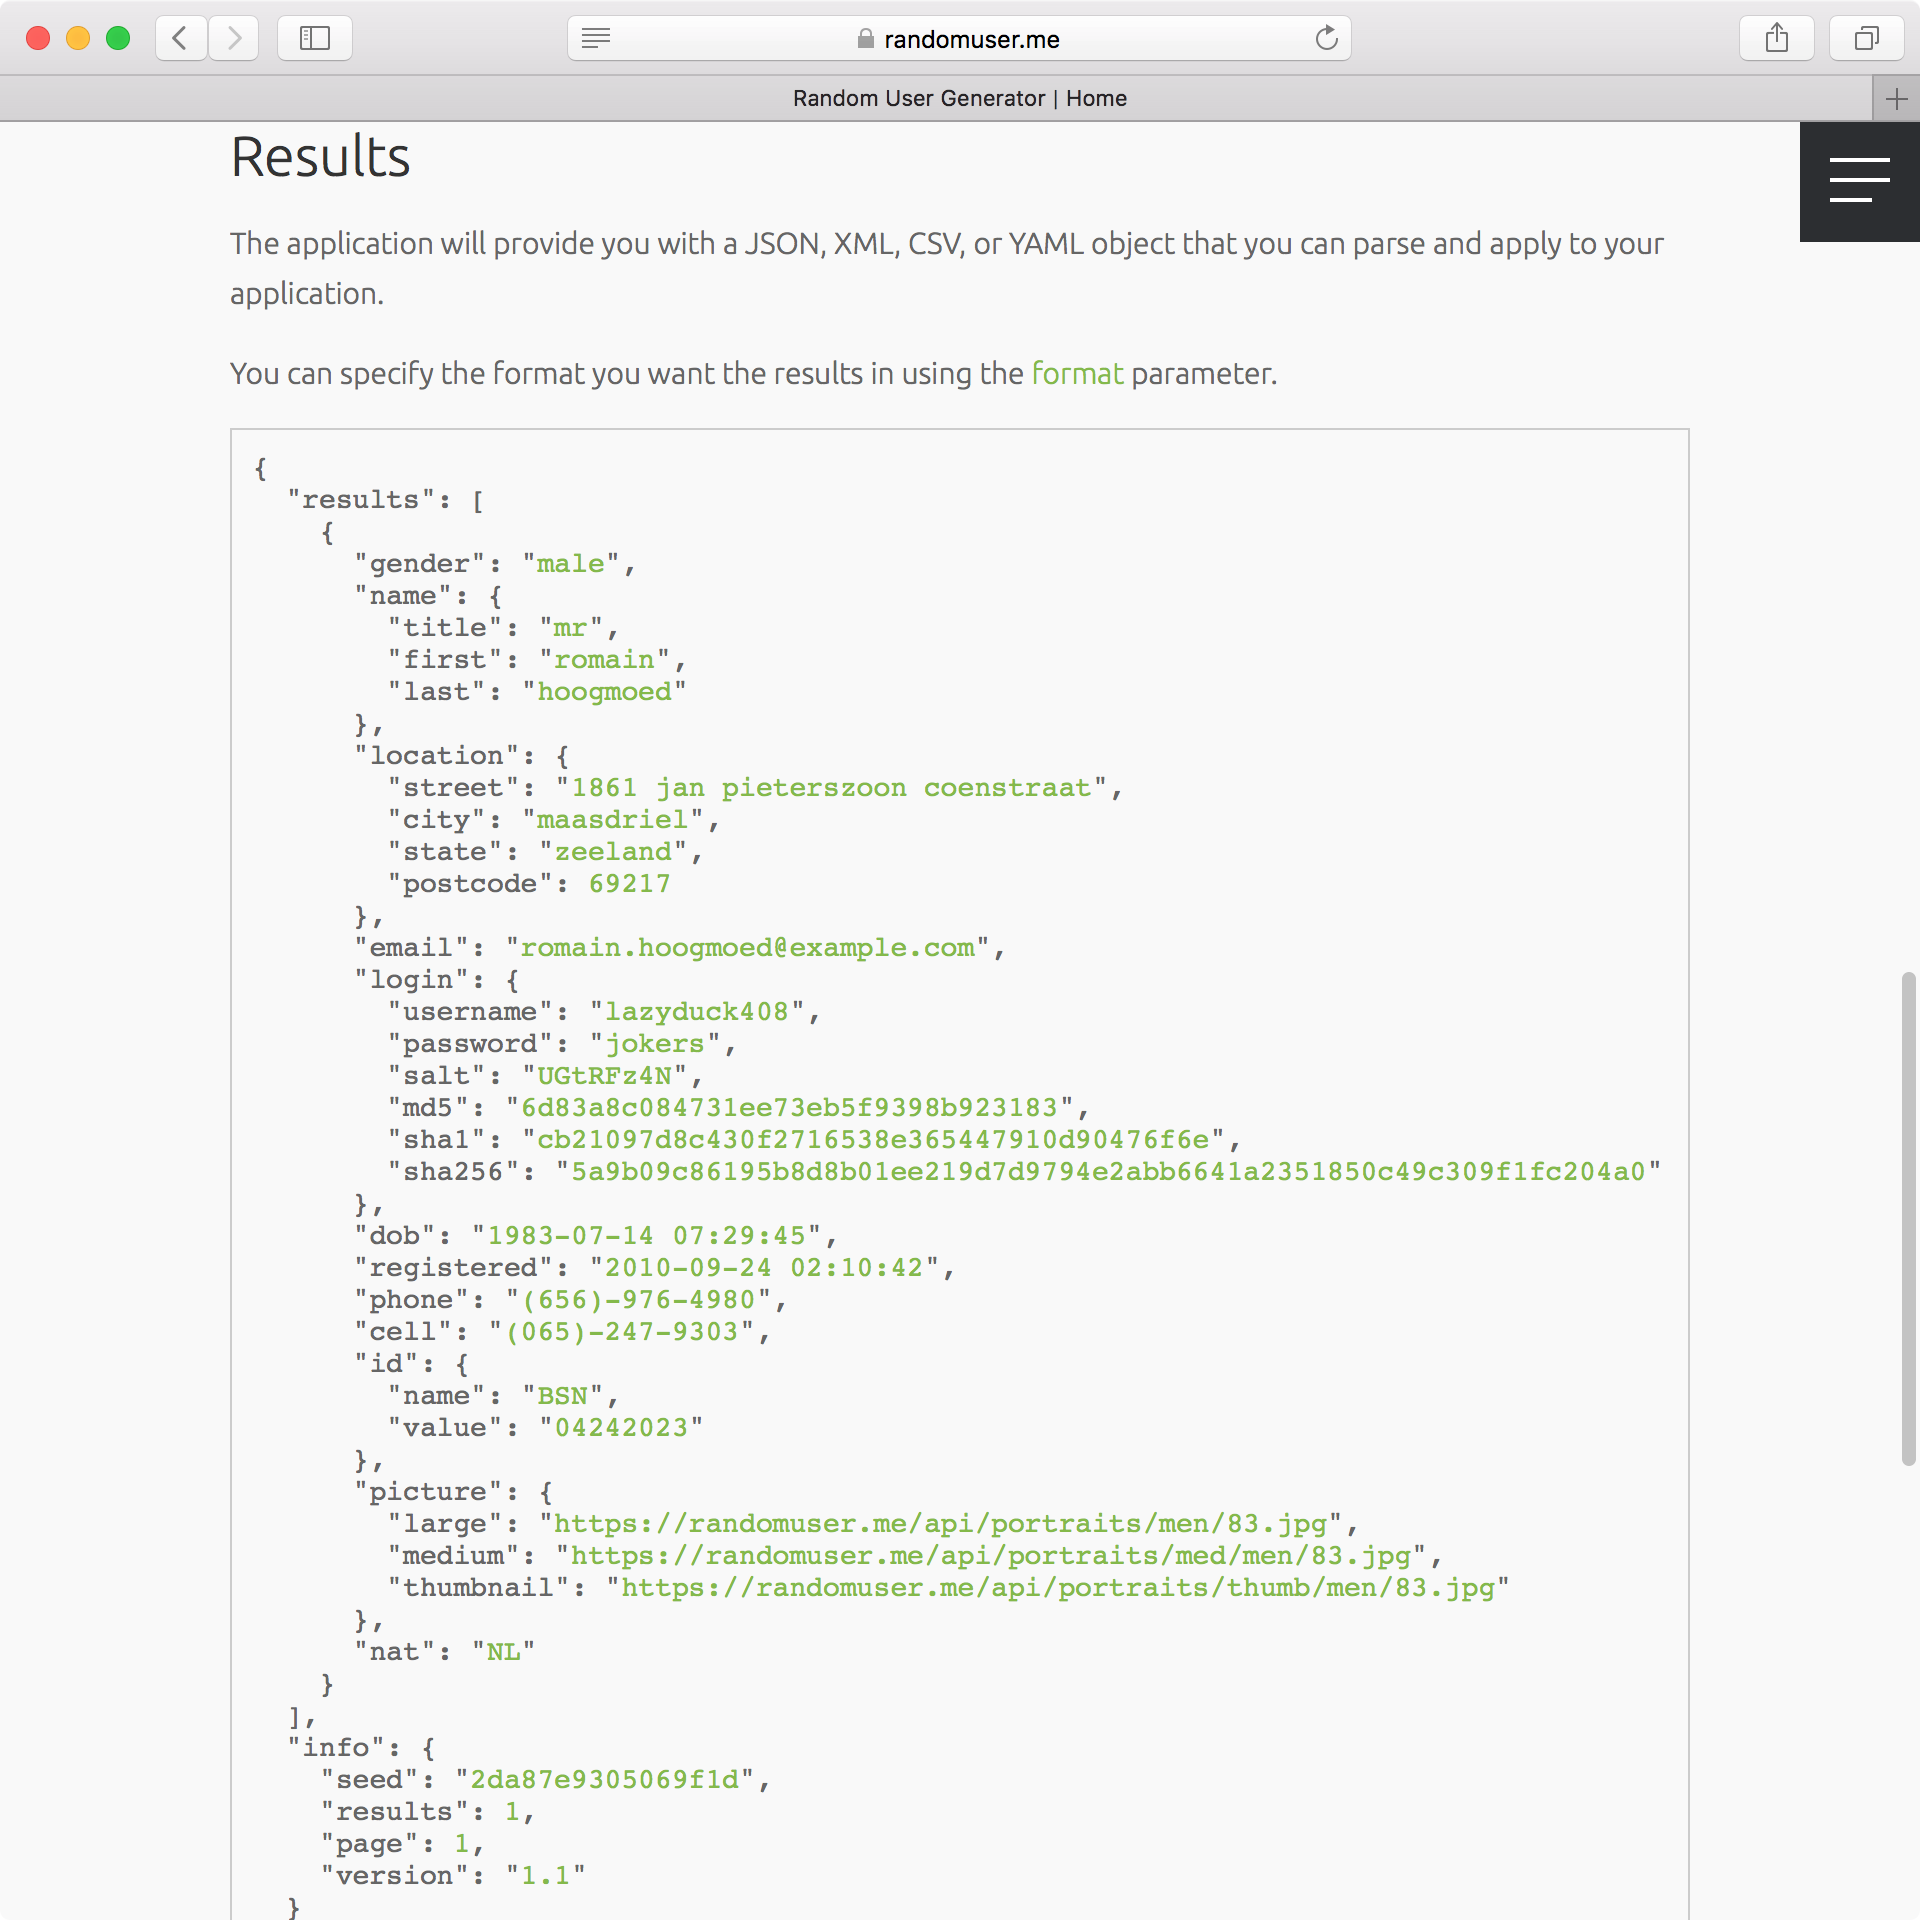 randomuser.me
Random User Generator | Home
Results
The application will provide you with a JSON, XML, CSV, or YAML object that you can parse and apply to your
application.
You can specify the format you want the results in using the format parameter.
{
  "results": [
    {
      "gender": "male",
      "name": {
        "title": "mr",
        "first": "romain",
        "last": "hoogmoed"
      },
      "location": {
        "street": "1861 jan pieterszoon coenstraat",
        "city": "maasdriel",
        "state": "zeeland",
        "postcode": 69217
      },
      "email": "romain.hoogmoed@example.com",
      "login": {
        "username": "lazyduck408",
        "password": "jokers",
        "salt": "UGtRFz4N",
        "md5": "6d83a8c084731ee73eb5f9398b923183",
        "sha1": "cb21097d8c430f2716538e365447910d90476f6e",
        "sha256": "5a9b09c86195b8d8b01ee219d7d9794e2abb6641a2351850c49c309f1fc204a0"
      },
      "dob": "1983-07-14 07:29:45",
      "registered": "2010-09-24 02:10:42",
      "phone": "(656)-976-4980",
      "cell": "(065)-247-9303",
      "id": {
        "name": "BSN",
        "value": "04242023"
      },
      "picture": {
        "large": "https://randomuser.me/api/portraits/men/83.jpg",
        "medium": "https://randomuser.me/api/portraits/med/men/83.jpg",
        "thumbnail": "https://randomuser.me/api/portraits/thumb/men/83.jpg"
      },
      "nat": "NL"
    }
  ],
  "info": {
    "seed": "2da87e9305069f1d",
    "results": 1,
    "page": 1,
    "version": "1.1"
  }